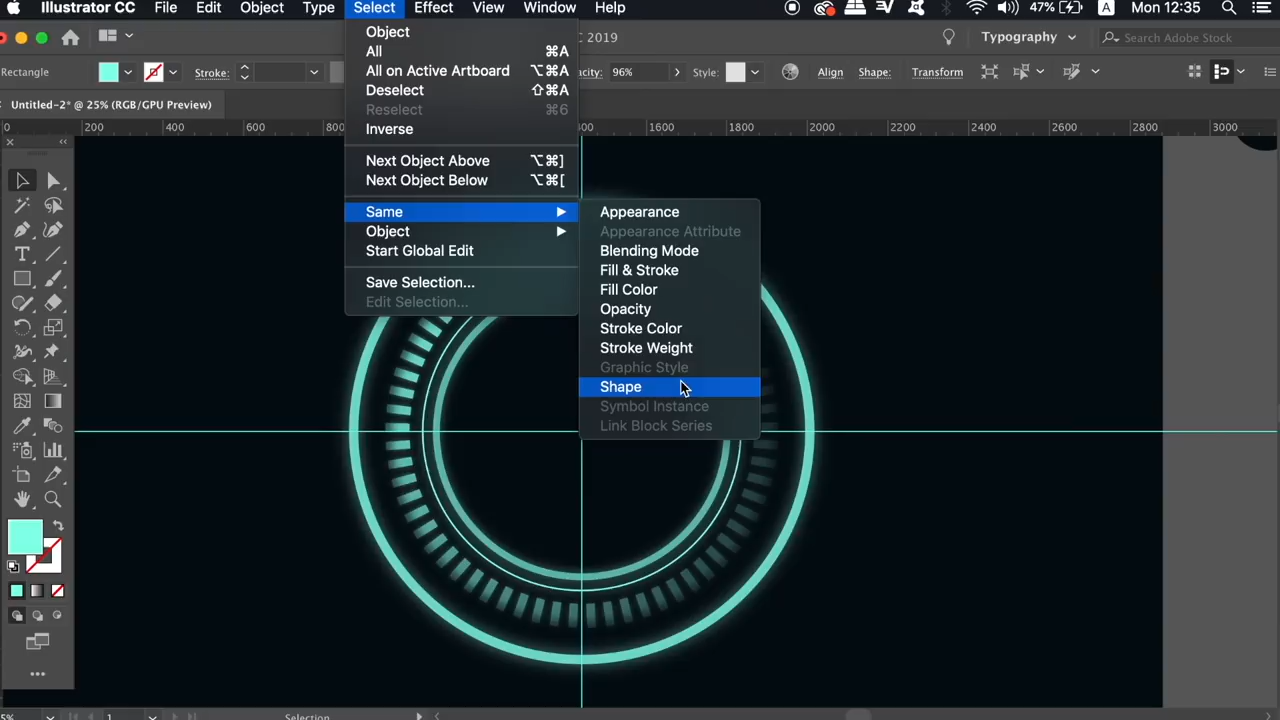 Illustrator CC File Edit Object Type Select Effect View Window Help 47% A Mon 12:35
C 2019 Typography Search Adobe Stock
Rectangle Stroke: acity: 96% Style: Align Shape: Transform
Untitled-2* @ 25% (RGB/GPU Preview)
0 200 400 600 800 400 1600 1800 2000 2200 2400 2600 2800 3000
Object
All ⌘A
All on Active Artboard ⌥⌘A
Deselect ⇧⌘A
Reselect ⌘6
Inverse
Next Object Above ⌥⌘]
Next Object Below ⌥⌘[
Same
Object
Start Global Edit
Save Selection...
Edit Selection...
Appearance
Appearance Attribute
Blending Mode
Fill & Stroke
Fill Color
Opacity
Stroke Color
Stroke Weight
Graphic Style
Shape
Symbol Instance
Link Block Series
5% 1 Selection